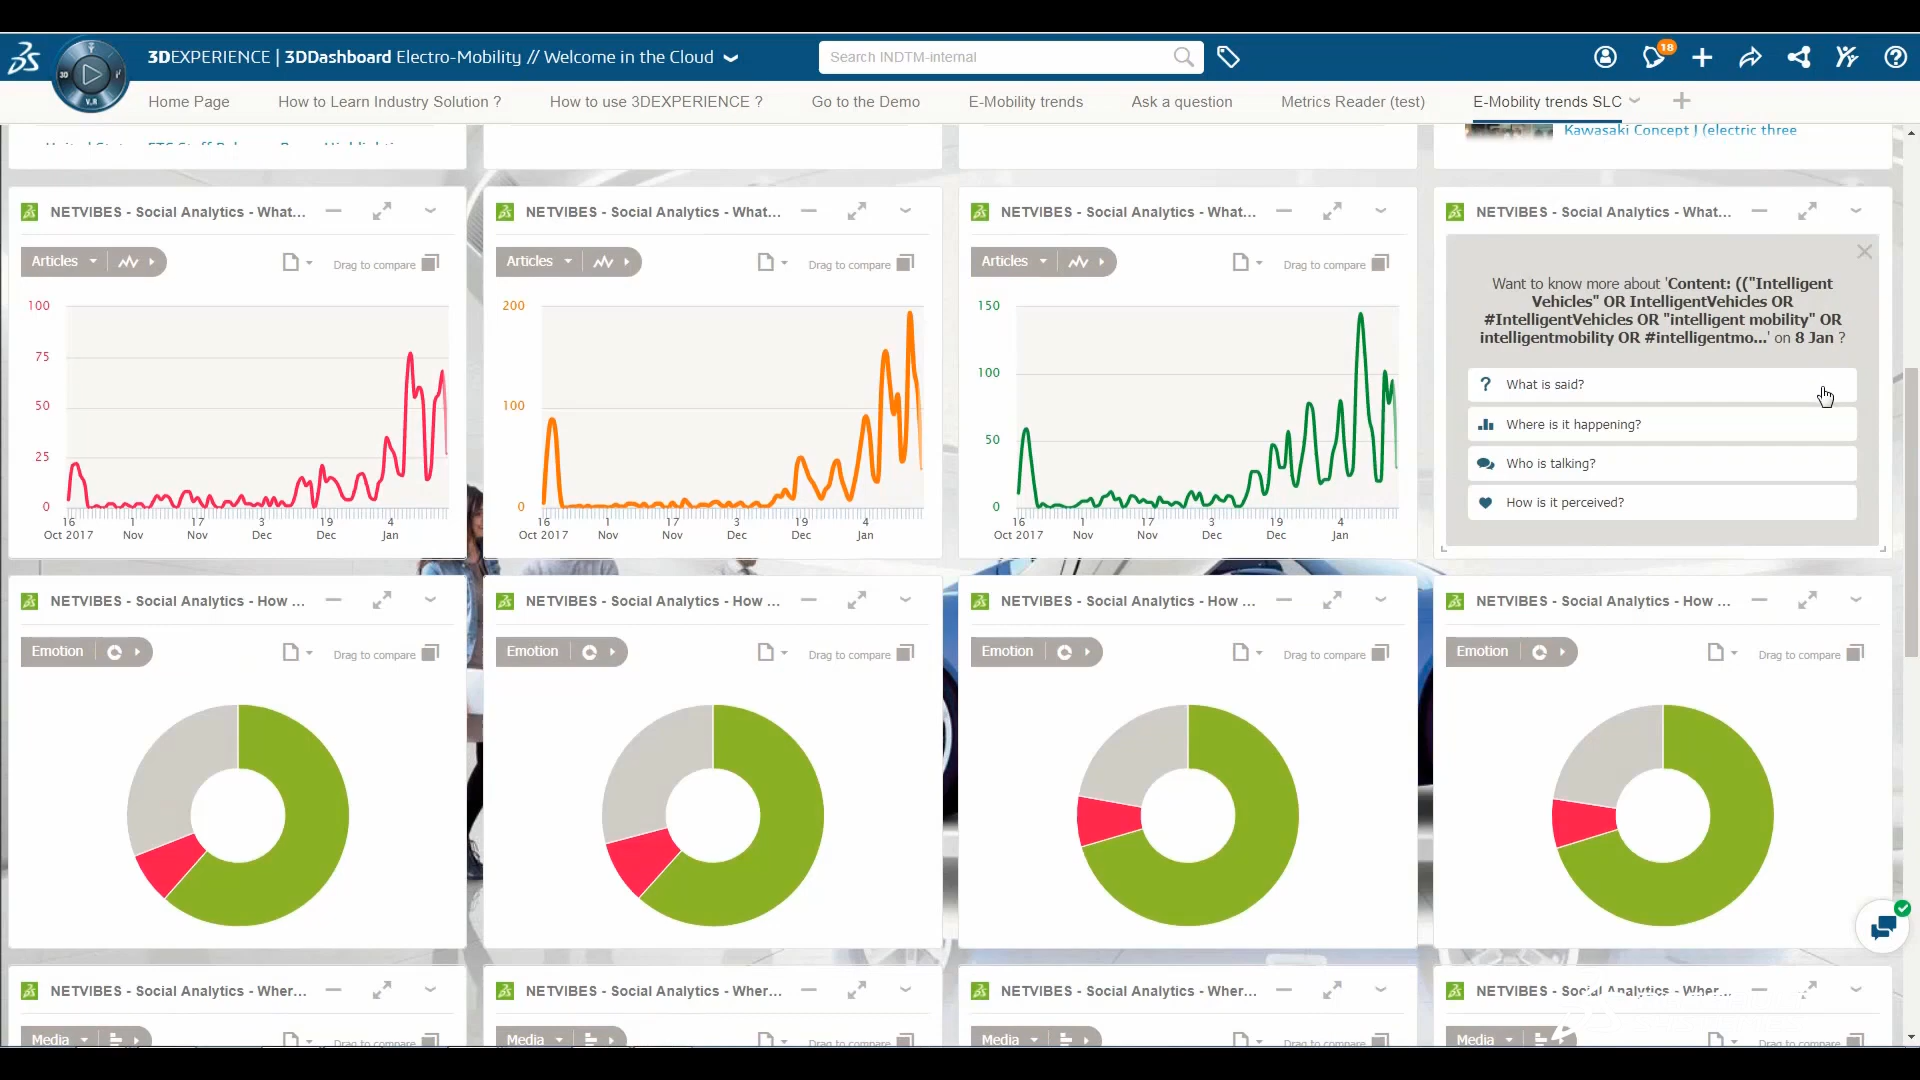 3DEXPERIENCE | 3DDashboard Electro-Mobility // Welcome in the Cloud
Search INDTM-internal
18
3D
V.R
Home Page
How to Learn Industry Solution ?
How to use 3DEXPERIENCE ?
Go to the Demo
E-Mobility trends
Ask a question
Metrics Reader (test)
E-Mobility trends SLC
Kawasaki Concept J (electric three
NETVIBES - Social Analytics - What...
Articles
Drag to compare
100
75
50
25
0
16 1 17 3 19 4
Oct 2017 Nov Nov Dec Dec Jan
NETVIBES - Social Analytics - What...
Articles
Drag to compare
200
100
0
16 1 17 3 19 4
Oct 2017 Nov Nov Dec Dec Jan
NETVIBES - Social Analytics - What...
Articles
Drag to compare
150
100
50
0
16 1 17 3 19 4
Oct 2017 Nov Nov Dec Dec Jan
NETVIBES - Social Analytics - What...
Want to know more about 'Content: (("Intelligent
Vehicles" OR IntelligentVehicles OR
#IntelligentVehicles OR "intelligent mobility" OR
intelligentmobility OR #intelligentmo...' on 8 Jan ?
What is said?
Where is it happening?
Who is talking?
How is it perceived?
NETVIBES - Social Analytics - How ...
Emotion
Drag to compare
NETVIBES - Social Analytics - How ...
Emotion
Drag to compare
NETVIBES - Social Analytics - How ...
Emotion
Drag to compare
NETVIBES - Social Analytics - How ...
Emotion
Drag to compare
NETVIBES - Social Analytics - Wher...
Media
Drag to compare
NETVIBES - Social Analytics - Wher...
Media
Drag to compare
NETVIBES - Social Analytics - Wher...
Media
Drag to compare
NETVIBES - Social Analytics - Wher...
Media
Drag to compare